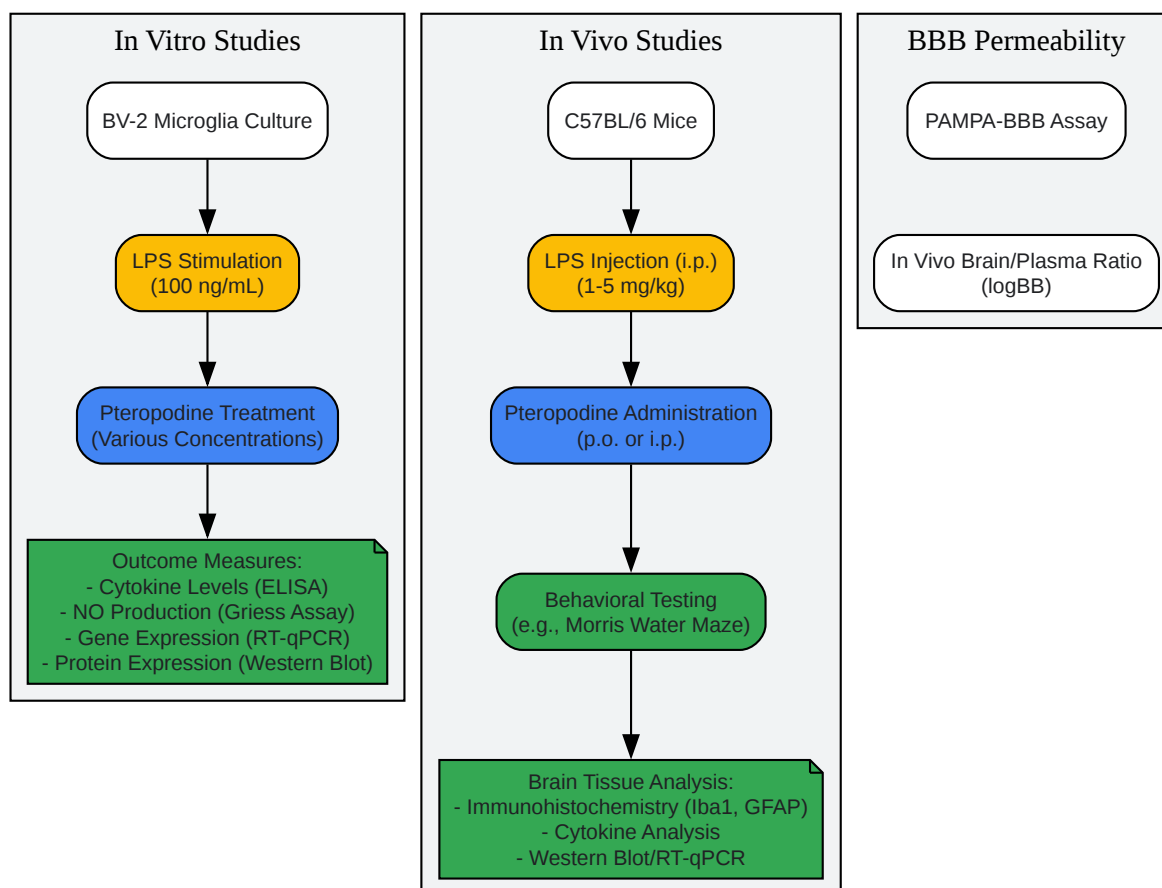 In Vitro Studies
BV-2 Microglia Culture
LPS Stimulation
(100 ng/mL)
Pteropodine Treatment
(Various Concentrations)
Outcome Measures:
- Cytokine Levels (ELISA)
- NO Production (Griess Assay)
- Gene Expression (RT-qPCR)
- Protein Expression (Western Blot)
In Vivo Studies
C57BL/6 Mice
LPS Injection (i.p.)
(1-5 mg/kg)
Pteropodine Administration
(p.o. or i.p.)
Behavioral Testing
(e.g., Morris Water Maze)
Brain Tissue Analysis:
- Immunohistochemistry (Iba1, GFAP)
- Cytokine Analysis
- Western Blot/RT-qPCR
BBB Permeability
PAMPA-BBB Assay
In Vivo Brain/Plasma Ratio
(logBB)